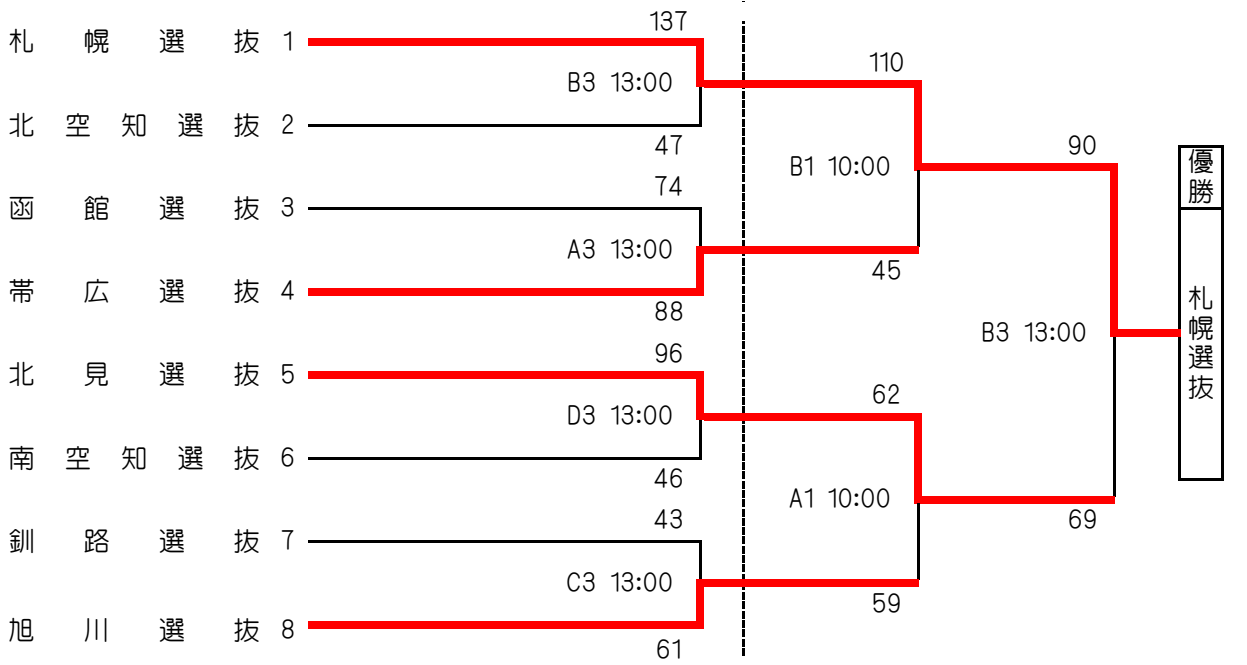 札幌選抜 1
137
B3 13:00
北空知選抜 2
47
函館選抜 3
74
A3 13:00
帯広選抜 4
88
北見選抜 5
96
D3 13:00
南空知選抜 6
46
釧路選抜 7
43
C3 13:00
旭川選抜 8
61
110
B1 10:00
45
62
A1 10:00
59
90
B3 13:00
69
優勝
札幌選抜